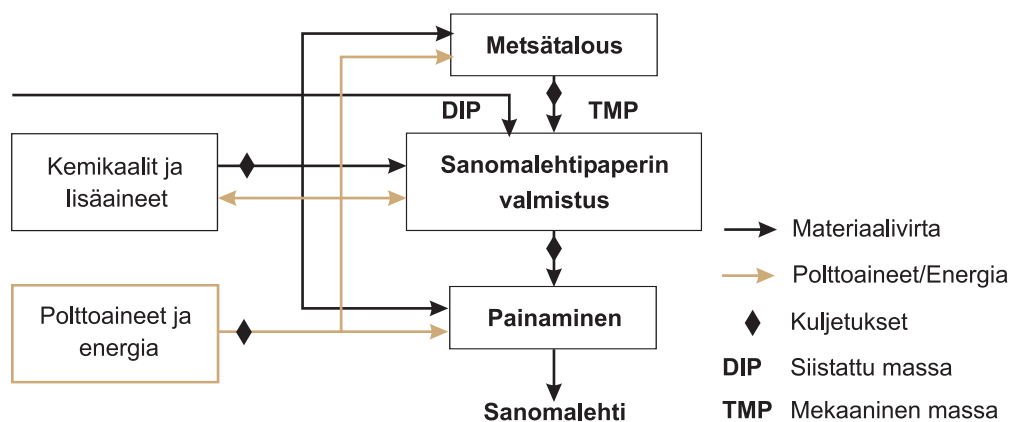 Metsätalous
DIP
TMP
Kemikaalit ja
lisäaineet
Sanomalehtipaperin
valmistus
Polttoaineet ja
energia
Painaminen
Sanomalehti
Materiaalivirta
Polttoaineet/Energia
Kuljetukset
DIP Siistattu massa
TMP Mekaaninen massa